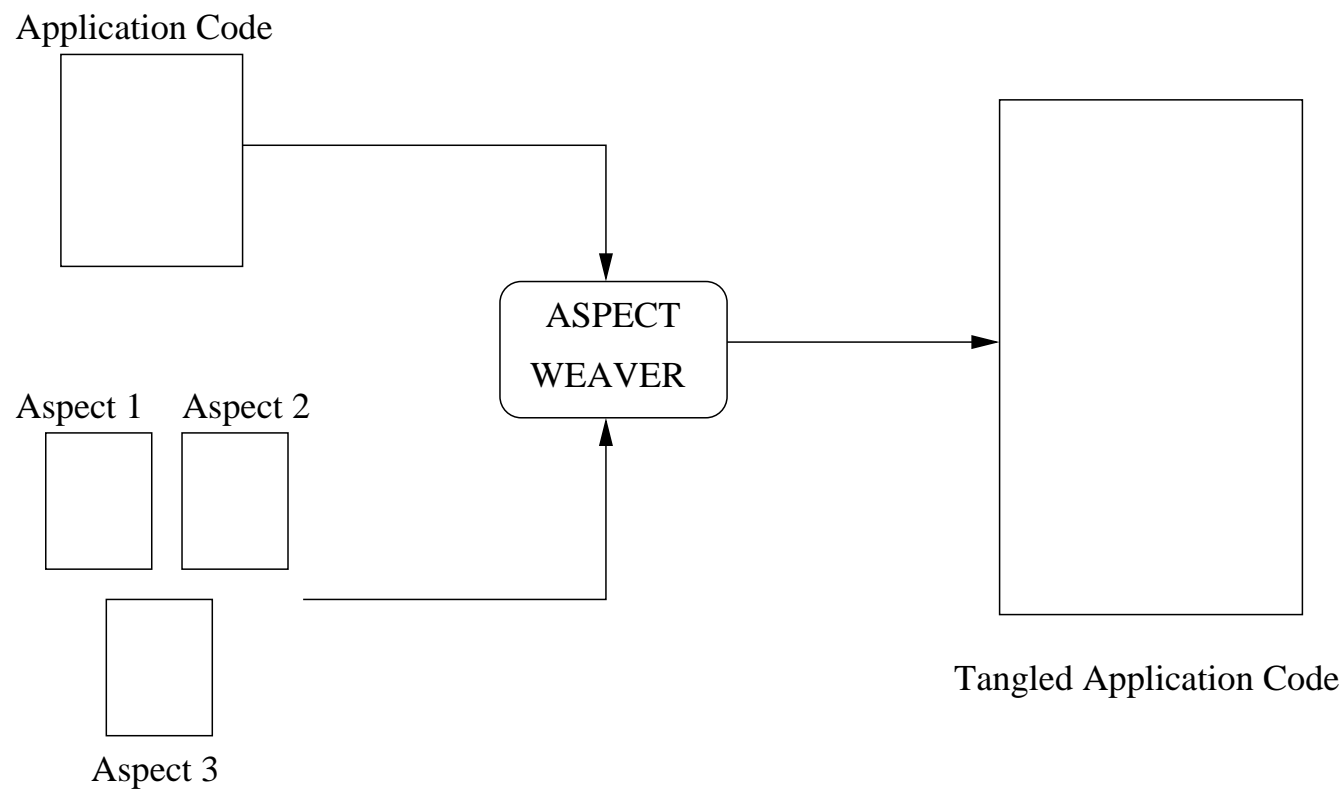 Application Code
ASPECT
WEAVER
Aspect 1
Aspect 2
Aspect 3
Tangled Application Code